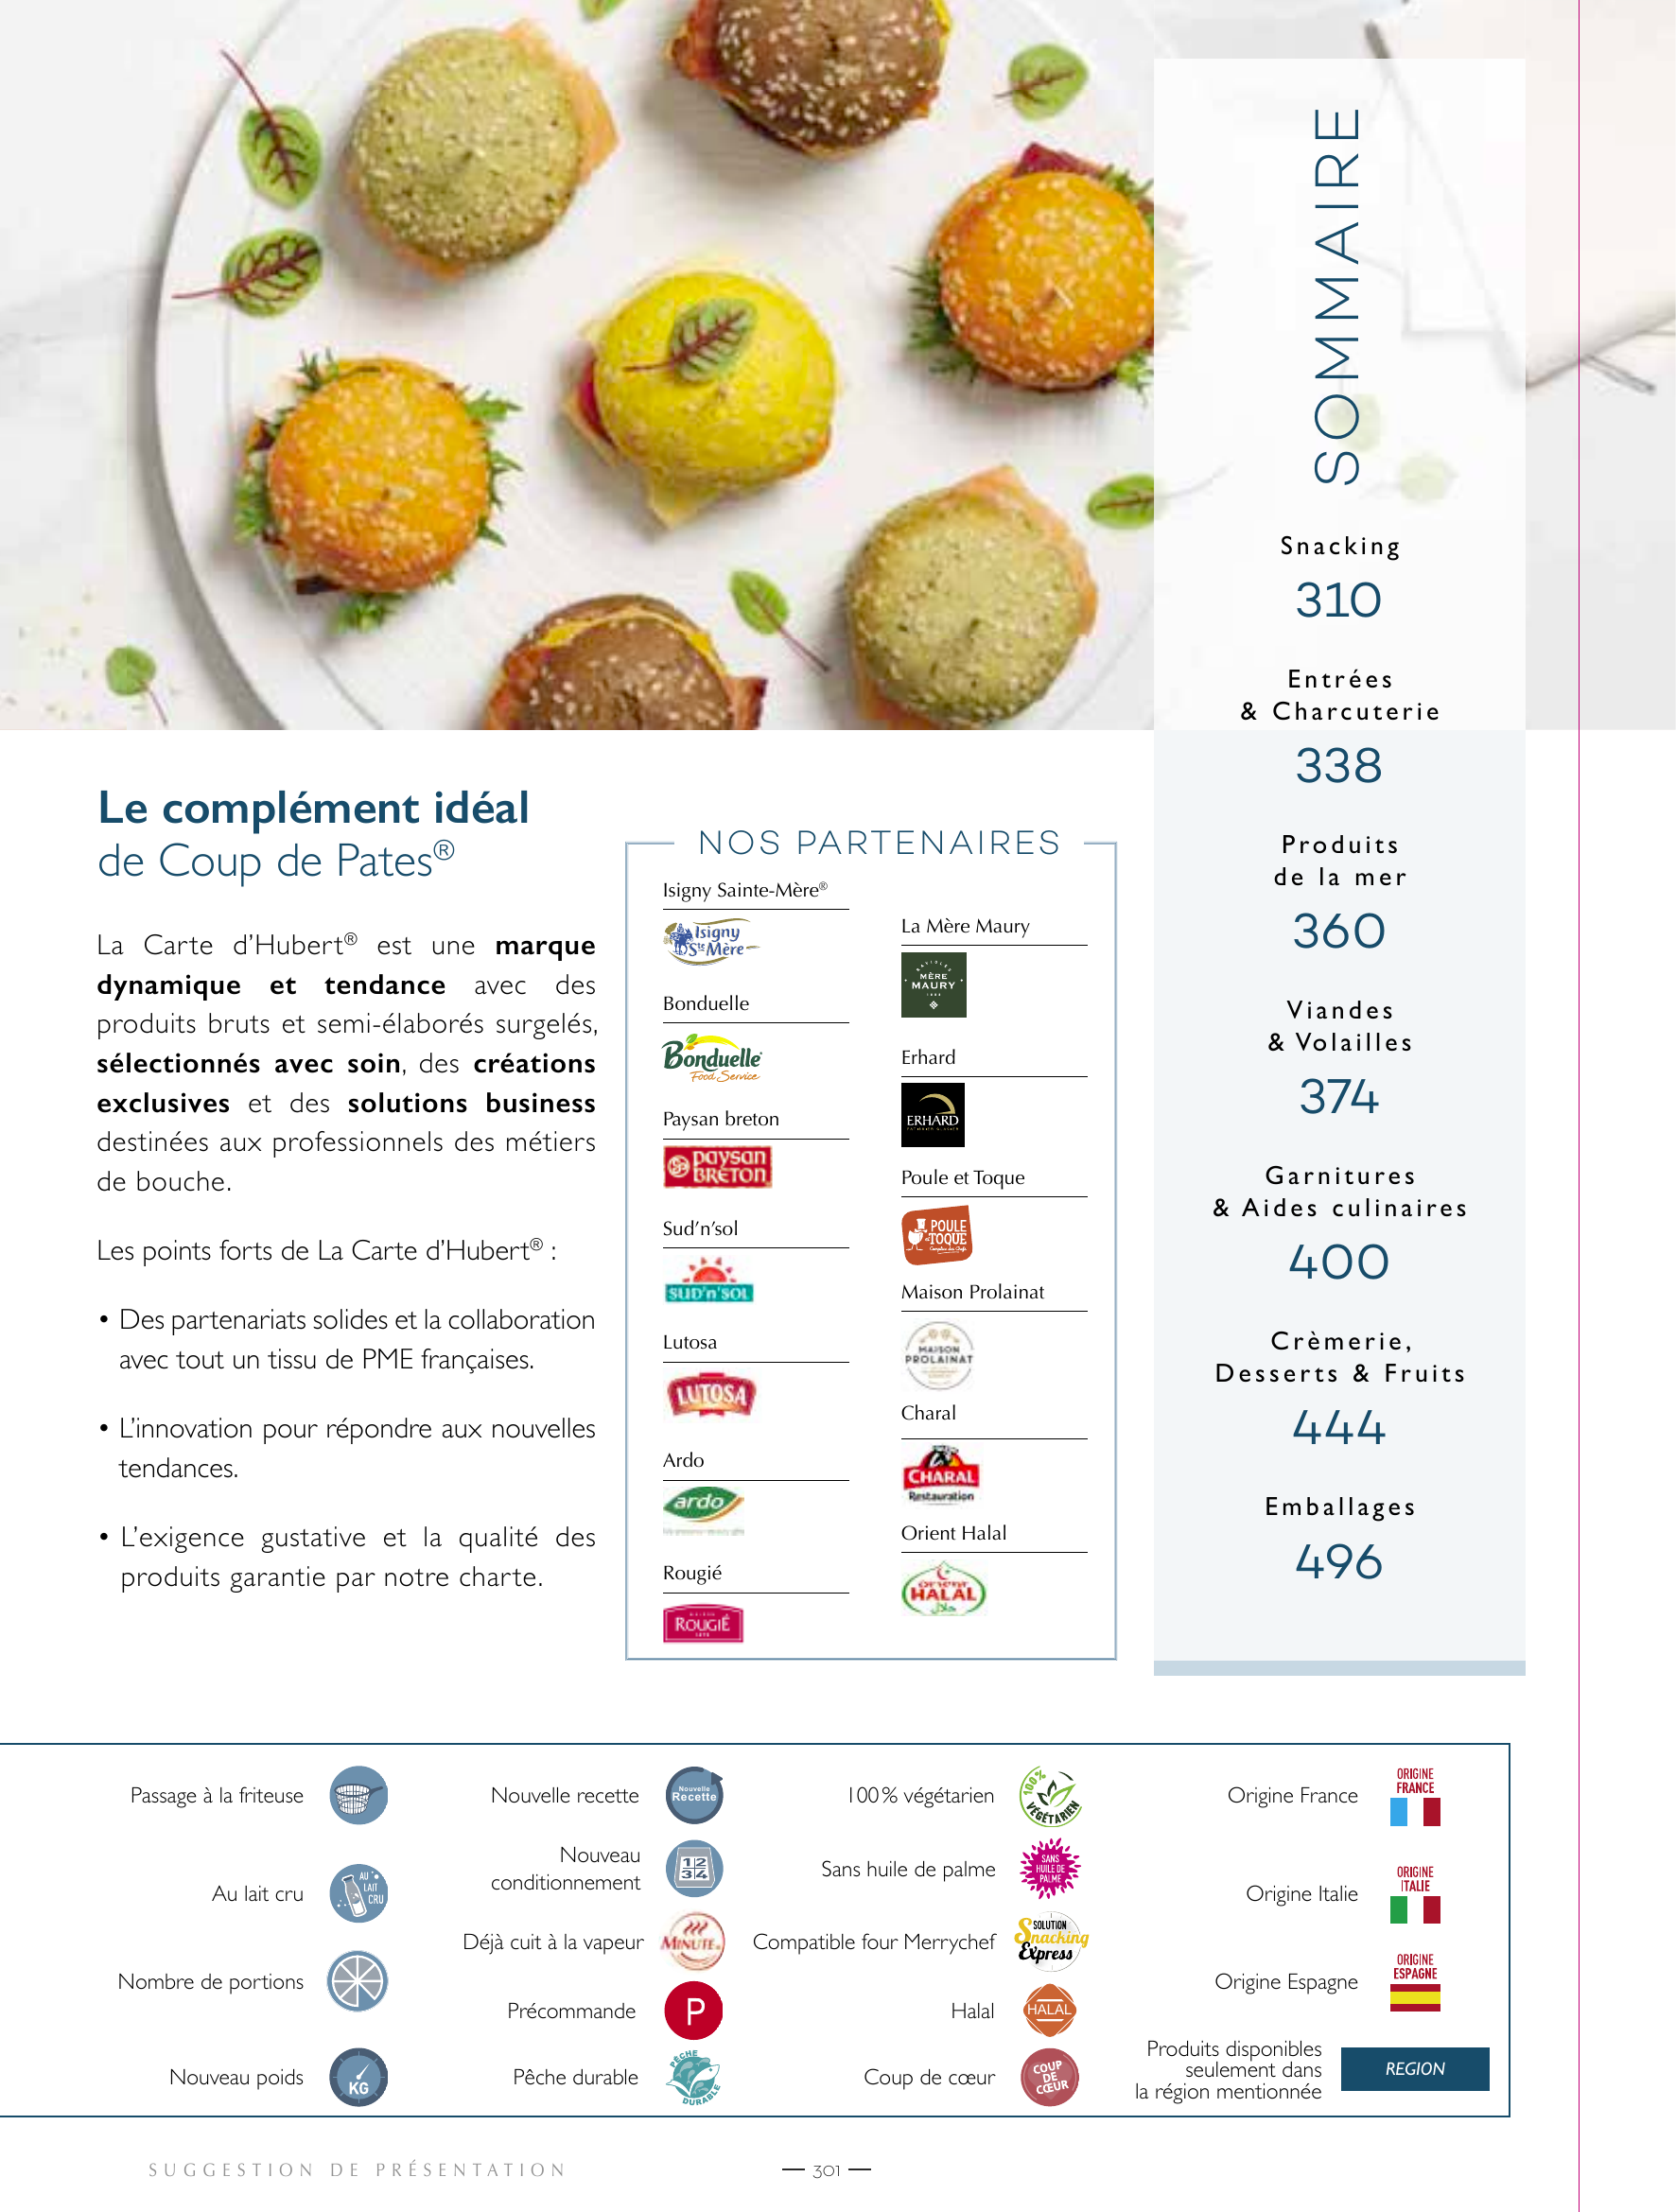 SOMMAIRE
Snacking
310
Entrées
& Charcuterie
338
Produits
de la mer
360
Viandes
& Volailles
374
Garnitures
& Aides culinaires
400
Crèmerie,
Desserts & Fruits
444
Emballages
496
Le complément idéal
de Coup de Pates®
La Carte d'Hubert® est une marque
dynamique et tendance avec des
produits bruts et semi-élaborés surgelés,
sélectionnés avec soin, des créations
exclusives et des solutions business
destinées aux professionnels des métiers
de bouche.
Les points forts de La Carte d'Hubert® :
• Des partenariats solides et la collaboration
avec tout un tissu de PME françaises.
• L'innovation pour répondre aux nouvelles
tendances.
• L'exigence gustative et la qualité des
produits garantie par notre charte.
NOS PARTENAIRES
Isigny Sainte-Mère®
Isigny
Ste Mère
Bonduelle
Bonduelle
Food Service
Paysan breton
paysan
BRETON
Sud'n'sol
SUD'n'SOL
Lutosa
LUTOSA
Ardo
ardo
Rougié
ROUGIÉ
La Mère Maury
MÈRE
MAURY
Erhard
ERHARD
Poule et Toque
POULE
TOQUE
Maison Prolainat
MAISON
PROLAINAT
Charal
CHARAL
Restauration
Orient Halal
ORIENT
HALAL
Passage à la friteuse
Au lait cru
AU
LAIT
CRU
Nombre de portions
Nouveau poids
KG
Nouvelle recette
Nouvelle
Recette
Nouveau
conditionnement
1 2
3 4
Déjà cuit à la vapeur
MINUTE
Précommande
P
Pêche durable
PÊCHE
DURABLE
100 % végétarien
100%
VÉGÉTARIEN
Sans huile de palme
SANS
HUILE DE
PALME
Compatible four Merrychef
SOLUTION
Snacking
Express
Halal
HALAL
Coup de cœur
COUP
DE
CŒUR
Origine France
ORIGINE
FRANCE
Origine Italie
ORIGINE
ITALIE
Origine Espagne
ORIGINE
ESPAGNE
Produits disponibles
seulement dans
la région mentionnée
REGION
SUGGESTION DE PRÉSENTATION
— 301 —